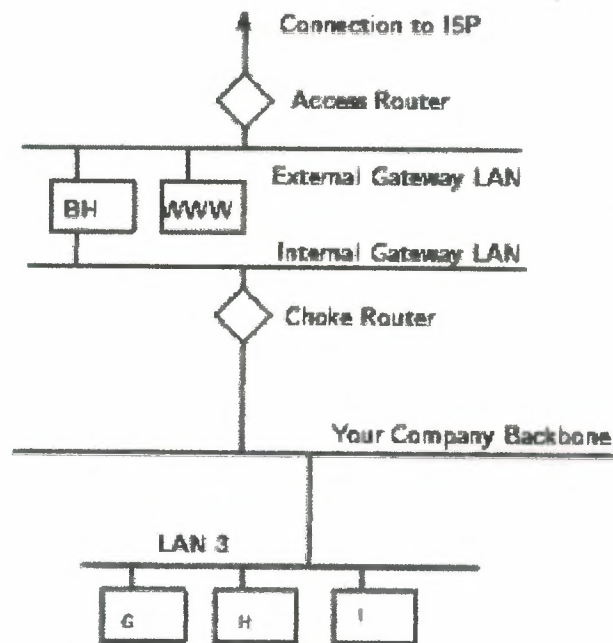 Connection to ISP
Access Router
External Gateway LAN
BH
WWW
Internal Gateway LAN
Choke Router
Your Company Backbone
LAN 3
G
H
I